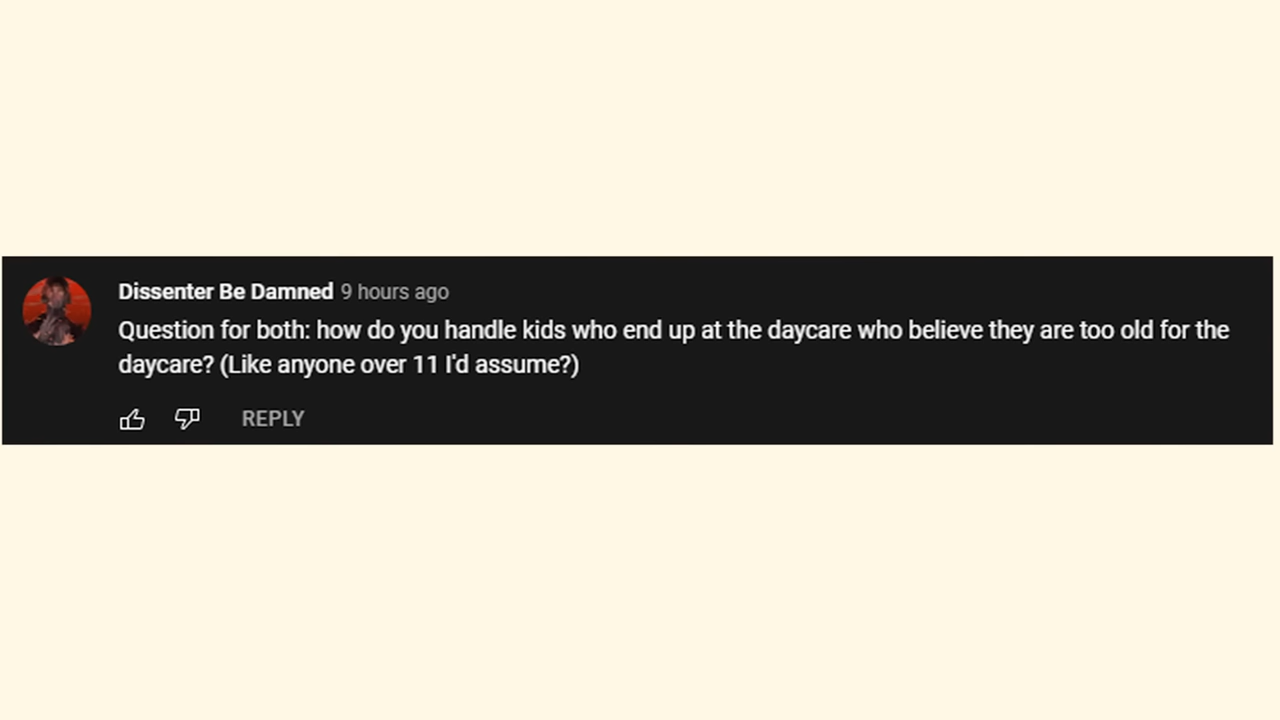 Dissenter Be Damned 9 hours ago
Question for both: how do you handle kids who end up at the daycare who believe they are too old for the
daycare? (Like anyone over 11 I'd assume?)
REPLY